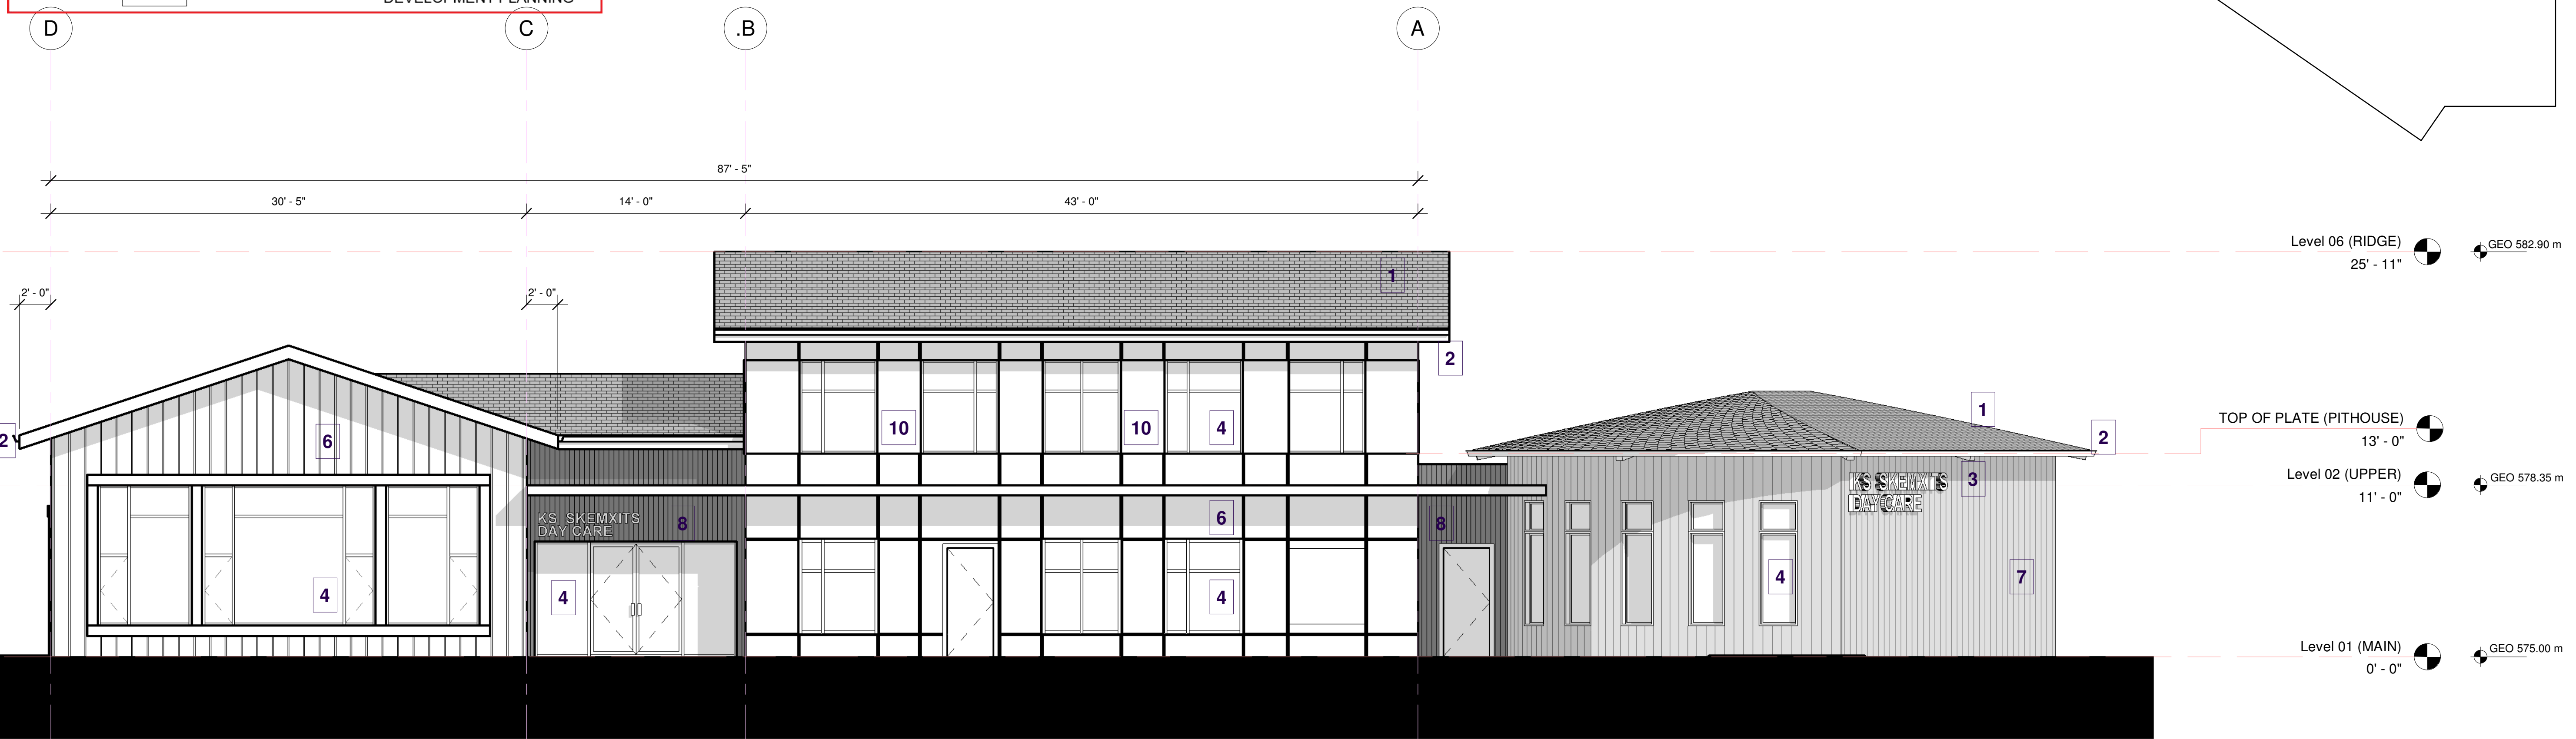 DEVELOPMENT PLANNING
D
C
.B
A
87' - 5"
30' - 5"
14' - 0"
43' - 0"
Level 06 (RIDGE)
25' - 11"
GEO 582.90 m
1
2' - 0"
2' - 0"
2
TOP OF PLATE (PITHOUSE)
13' - 0"
1
2
6
10
10
4
2
Level 02 (UPPER)
11' - 0"
GEO 578.35 m
KS SKEMXITS
DAY CARE
3
KS SKEMXITS
DAY CARE
8
6
8
4
4
4
4
7
Level 01 (MAIN)
0' - 0"
GEO 575.00 m